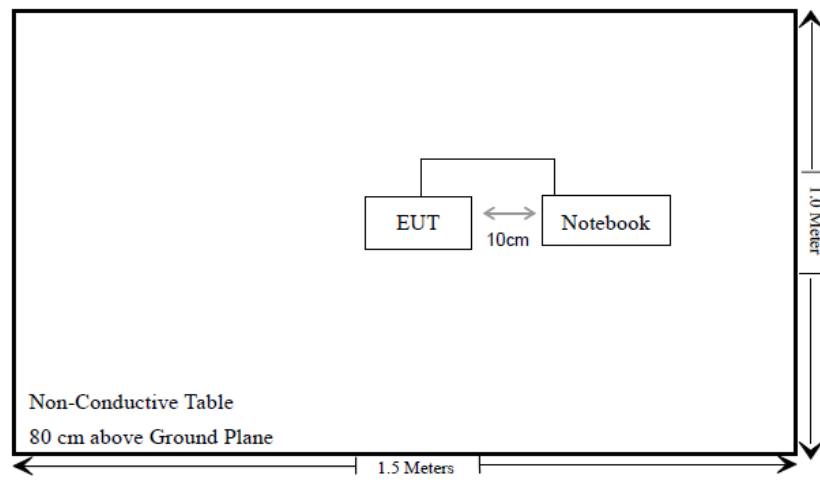 EUT
Notebook
10cm
1.0 Meter
Non-Conductive Table
80 cm above Ground Plane
1.5 Meters